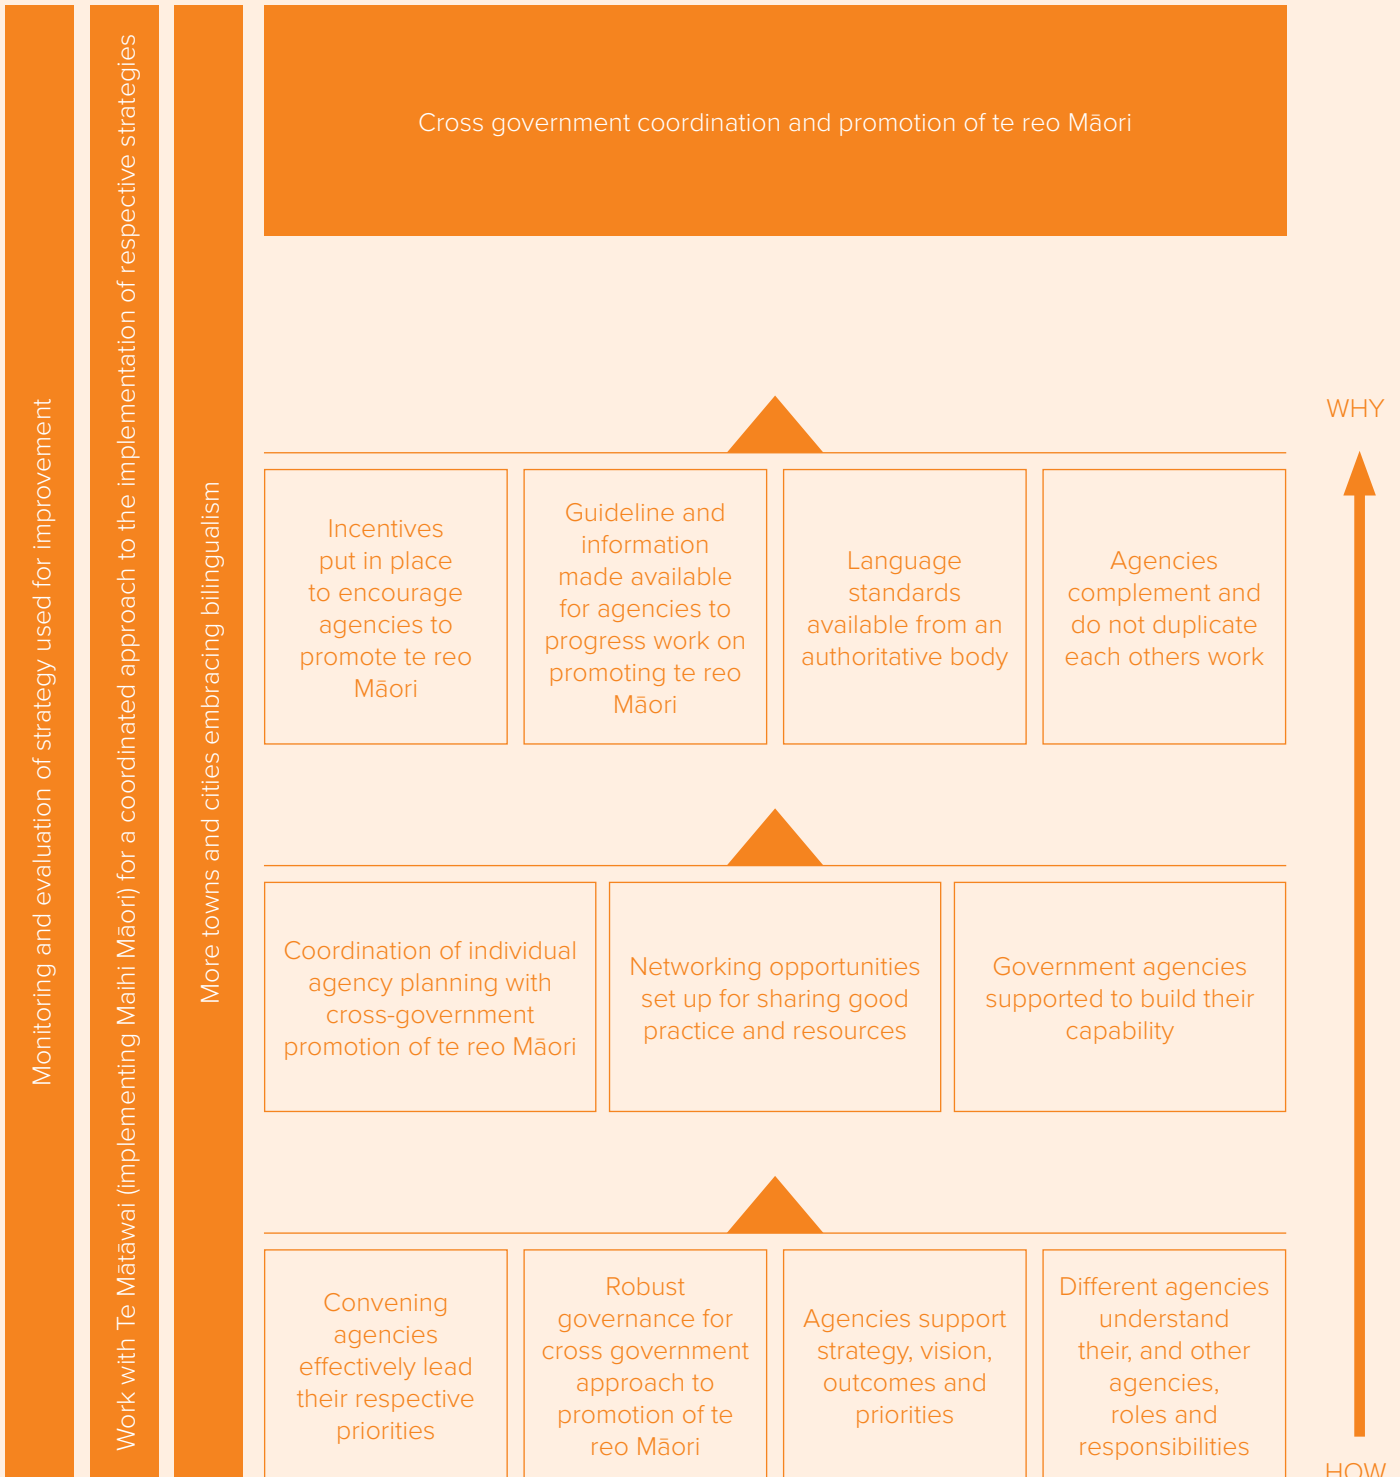 Monitoring and evaluation of strategy used for improvement
Work with Te Mātāwai (implementing Maihi Māori) for a coordinated approach to the implementation of respective strategies
More towns and cities embracing bilingualism
Cross government coordination and promotion of te reo Māori
WHY
Incentives
put in place
to encourage
agencies to
promote te reo
Māori
Guideline and
information
made available
for agencies to
progress work on
promoting te reo
Māori
Language
standards
available from an
authoritative body
Agencies
complement and
do not duplicate
each others work
Coordination of individual
agency planning with
cross-government
promotion of te reo Māori
Networking opportunities
set up for sharing good
practice and resources
Government agencies
supported to build their
capability
Convening
agencies
effectively lead
their respective
priorities
Robust
governance for
cross government
approach to
promotion of te
reo Māori
Agencies support
strategy, vision,
outcomes and
priorities
Different agencies
understand
their, and other
agencies,
roles and
responsibilities
HOW